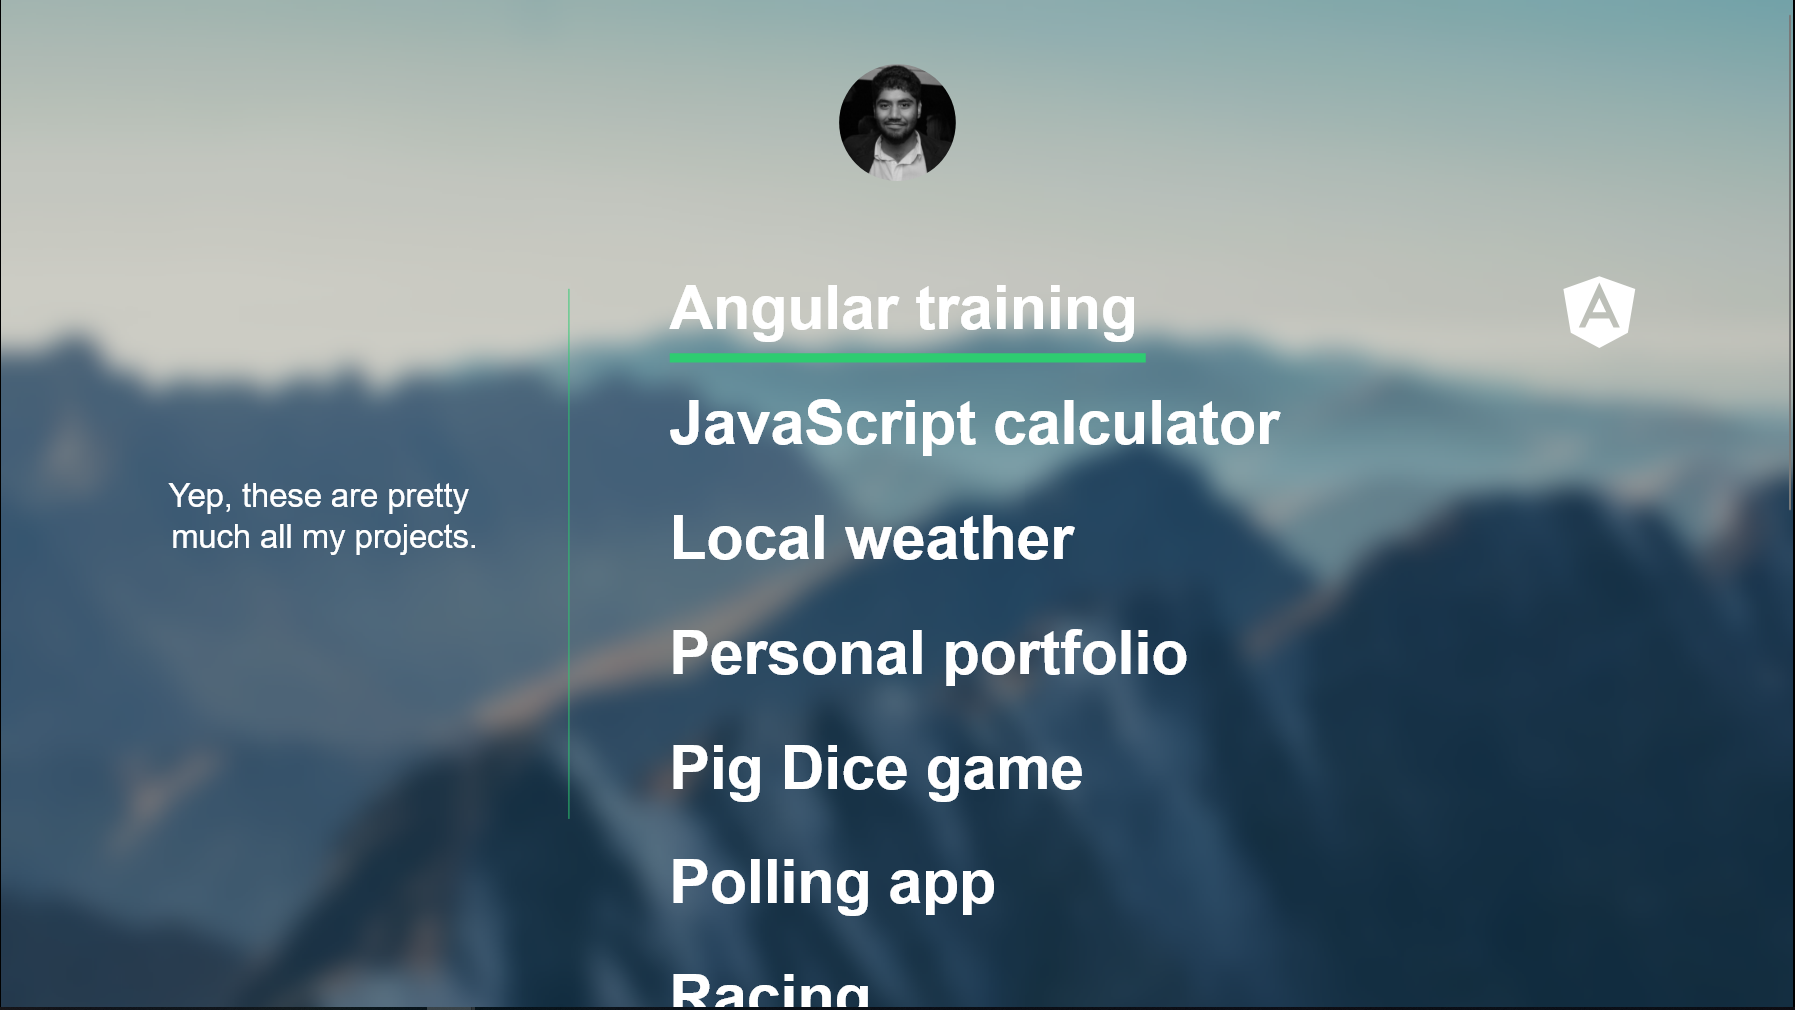 Angular training
JavaScript calculator
Yep, these are pretty
much all my projects.
Local weather
Personal portfolio
Pig Dice game
Polling app
Racing